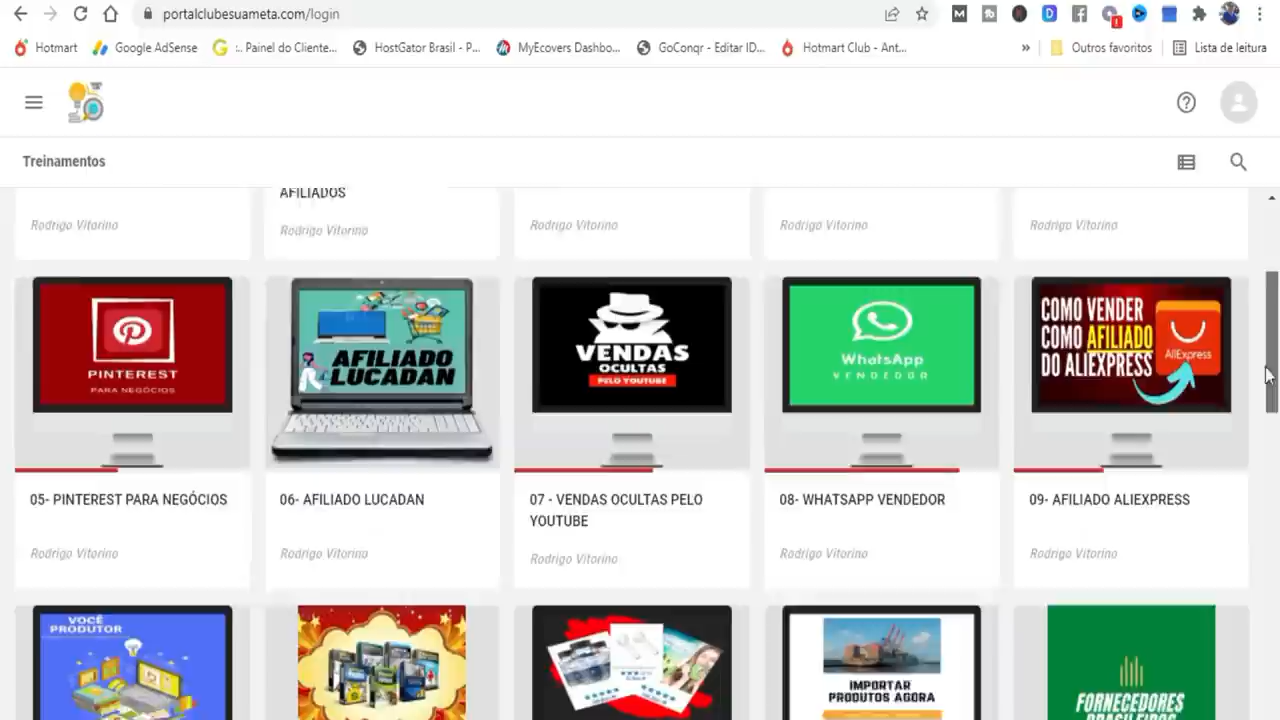 portalclubesuameta.com/login
Hotmart
Google AdSense
:. Painel do Cliente...
HostGator Brasil - P...
MyEcovers Dashbo...
GoConqr - Editar ID...
Hotmart Club - Ant...
»
Outros favoritos
Lista de leitura
Treinamentos
AFILIADOS
Rodrigo Vitorino
Rodrigo Vitorino
Rodrigo Vitorino
Rodrigo Vitorino
Rodrigo Vitorino
PINTEREST
PARA NEGÓCIOS
AFILIADO
LUCADAN
VENDAS
OCULTAS
PELO YOUTUBE
WhatsApp
VENDEDOR
COMO VENDER
COMO AFILIADO
DO ALIEXPRESS
AliExpress
05- PINTEREST PARA NEGÓCIOS
06- AFILIADO LUCADAN
07 - VENDAS OCULTAS PELO
YOUTUBE
08- WHATSAPP VENDEDOR
09- AFILIADO ALIEXPRESS
Rodrigo Vitorino
Rodrigo Vitorino
Rodrigo Vitorino
Rodrigo Vitorino
Rodrigo Vitorino
VOCÊ
PRODUTOR
IMPORTAR
PRODUTOS AGORA
FORNECEDORES
BRASILEIROS